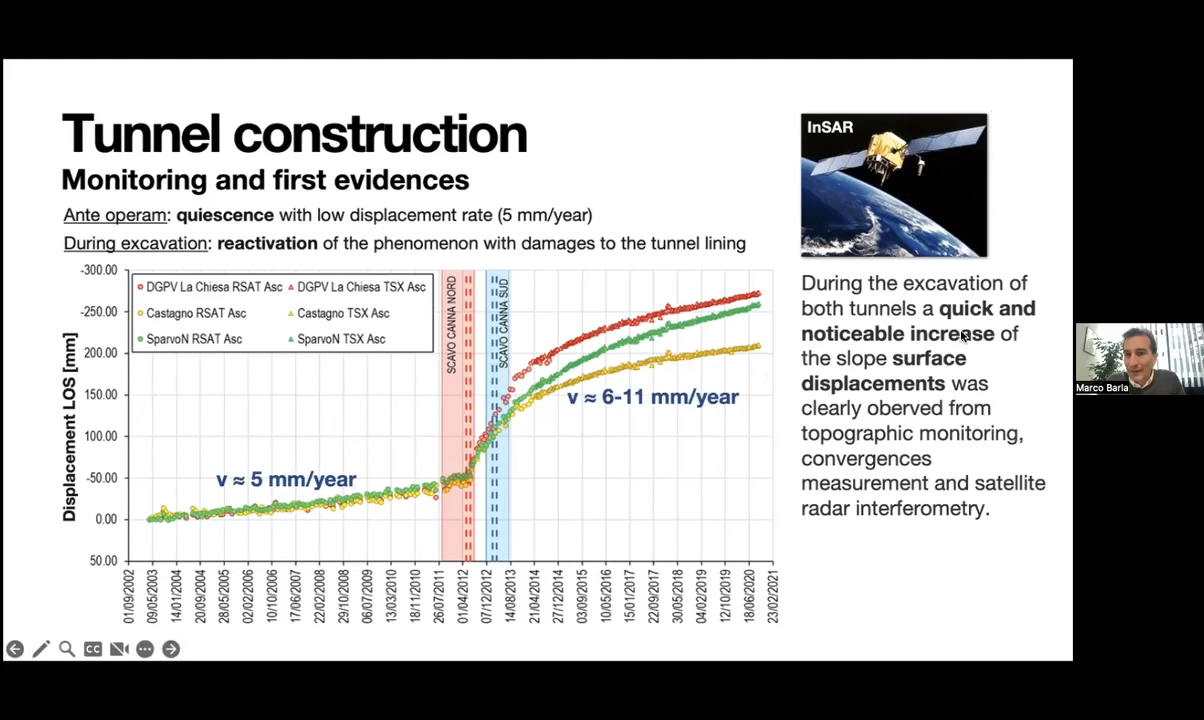 Tunnel construction
Monitoring and first evidences
Ante operam: quiescence with low displacement rate (5 mm/year)
During excavation: reactivation of the phenomenon with damages to the tunnel lining
Displacement LOS [mm]
-300.00
-250.00
200.00
150.00
100.00
-50.00
0.00
50.00
DGPV La Chiesa RSAT Asc
DGPV La Chiesa TSX Asc
Castagno RSAT Asc
Castagno TSX Asc
SparvoN RSAT Asc
SparvoN TSX Asc
SCAVO CANNA NORD
SCAVO CANNA SUD
v ≈ 5 mm/year
v ≈ 6-11 mm/year
01/09/2002
09/05/2003
14/01/2004
20/09/2004
28/05/2005
02/02/2006
10/10/2006
17/06/2007
22/02/2008
29/10/2008
06/07/2009
13/03/2010
18/11/2010
26/07/2011
01/04/2012
07/12/2012
14/08/2013
21/04/2014
27/12/2014
03/09/2015
10/05/2016
15/01/2017
22/09/2017
30/05/2018
04/02/2019
12/10/2019
18/06/2020
23/02/2021
InSAR
During the excavation of
both tunnels a quick and
noticeable increase of
the slope surface
displacements was
clearly oberved from
topographic monitoring,
convergences
measurement and satellite
radar interferometry.
CC
Marco Barla